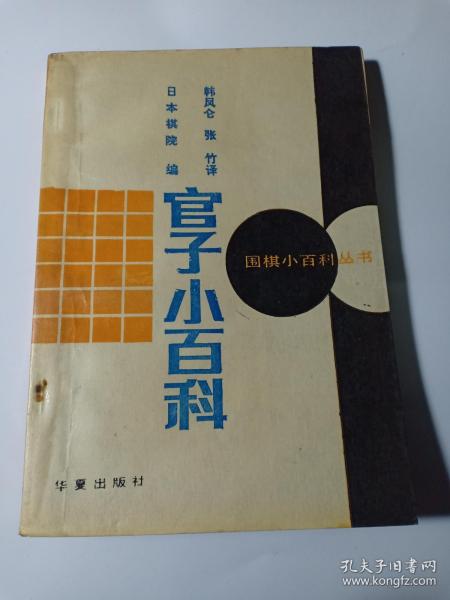 韩凤仑 张 竹译
日本棋院 编
官子小百科
围棋小百科丛书
华夏出版社
孔夫子旧书网
www.kongfz.com